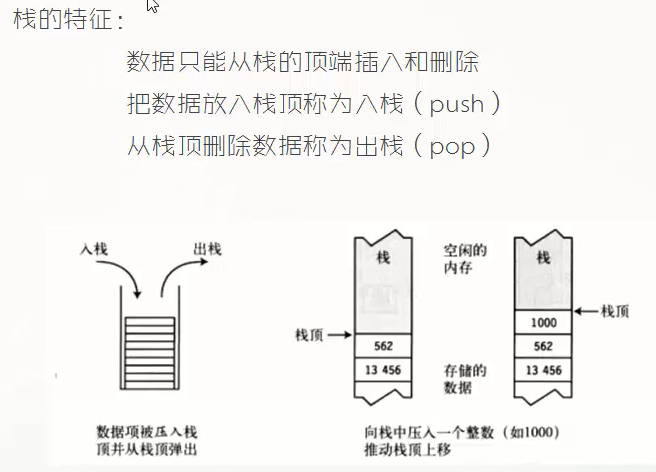 栈的特征：
数据只能从栈的顶端插入和删除
把数据放入栈顶称为入栈（push）
从栈顶删除数据称为出栈（pop）
入栈
出栈
数据项被压入栈
顶并从栈顶弹出
栈
空闲的
内存
栈
栈顶
栈顶
1000
562
562
13 456
存储的
数据
13 456
向栈中压入一个整数（如1000）
推动栈顶上移